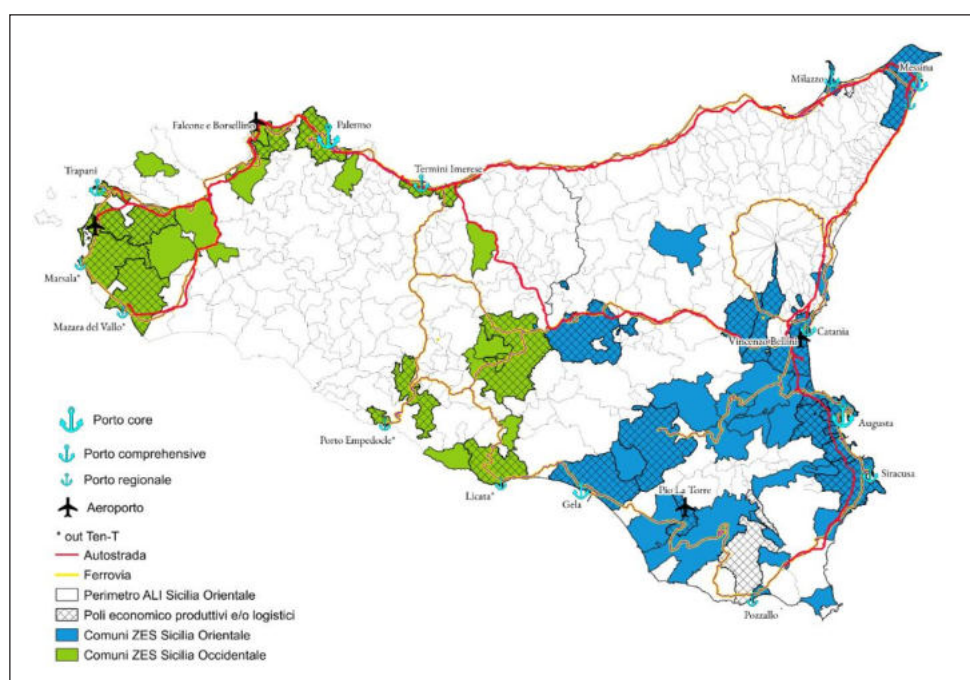 Messina
Milazzo
Falcone e Borsellino
Palermo
Trapani
Termini Imerese
Marsala*
Mazara del Vallo*
Catania
Vincenzo Bellini
Porto Empedocle*
Augusta
Licata*
Gela
Pio La Torre
Siracusa
Pozzallo
Porto core
Porto comprehensive
Porto regionale
Aeroporto
* out Ten-T
Autostrada
Ferrovia
Perimetro ALI Sicilia Orientale
Poli economico produttivi e/o logistici
Comuni ZES Sicilia Orientale
Comuni ZES Sicilia Occidentale